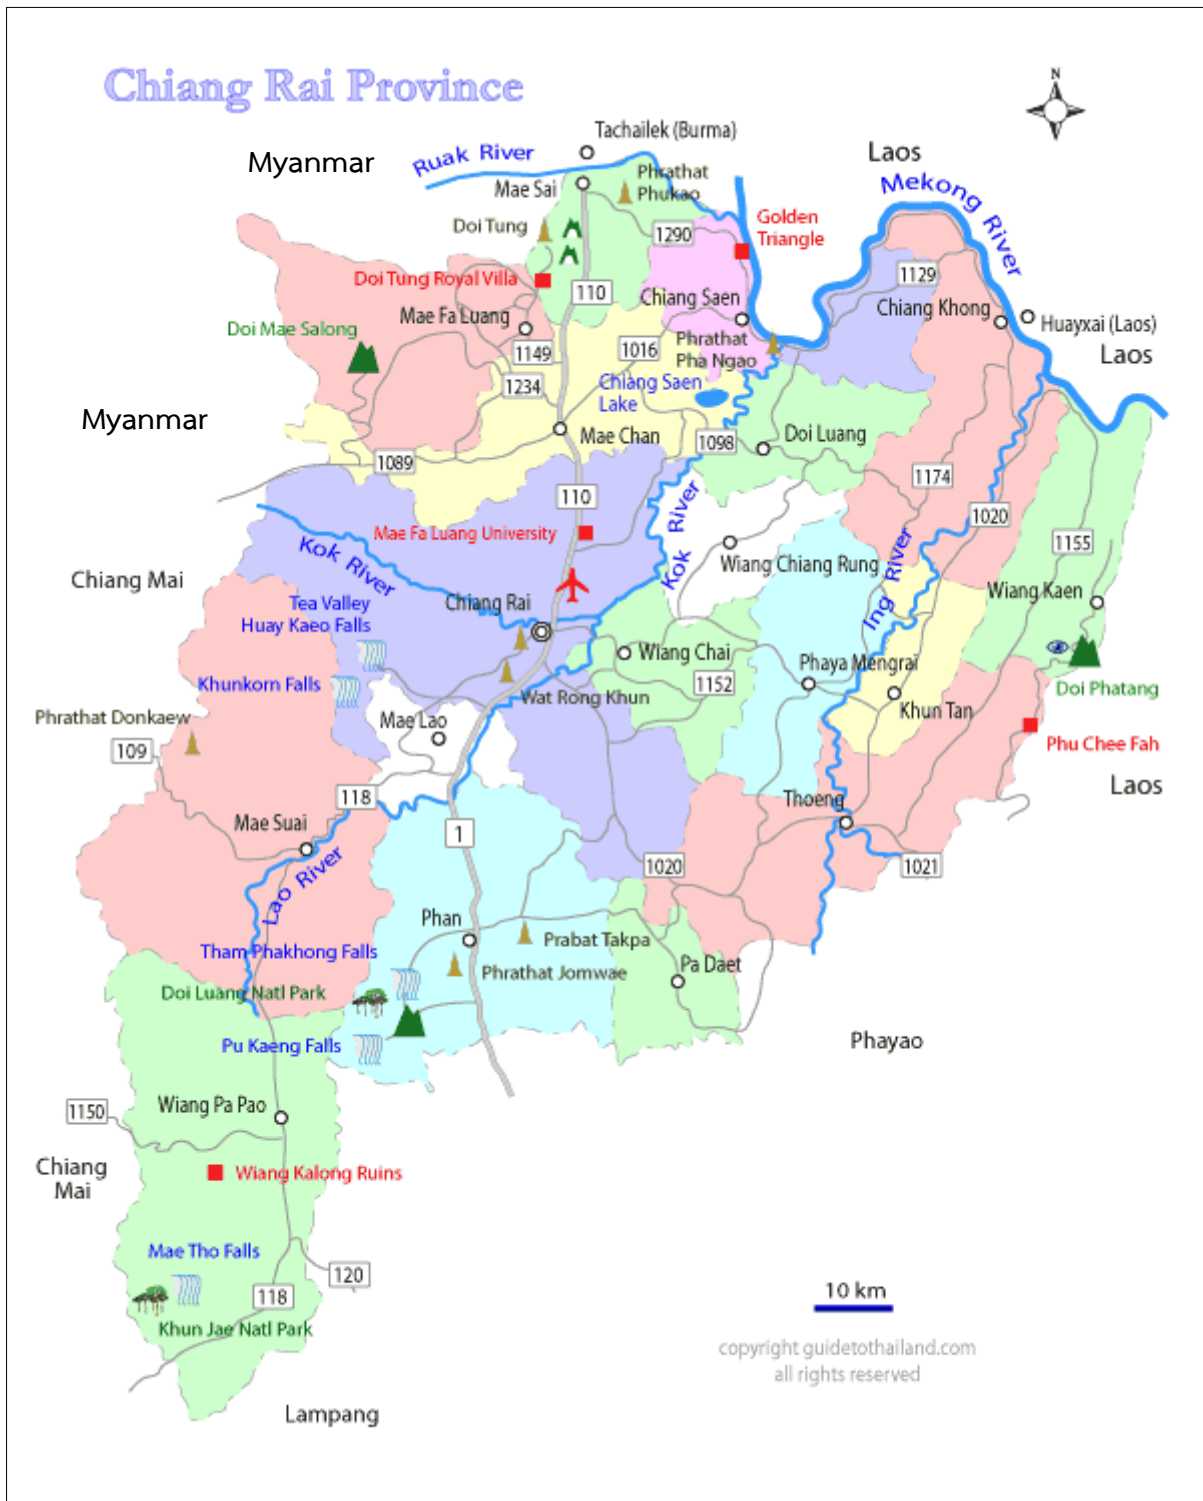 Chiang Rai Province
N
Tachailek (Burma)
Myanmar
Ruak River
Laos
Mekong River
Mae Sai
Phrathat
Phukao
Doi Tung
1290
Golden
Triangle
1129
Doi Tung Royal Villa
110
Chiang Saen
Chiang Khong
Mae Fa Luang
Huayxai (Laos)
Doi Mae Salong
Phrathat
Pha Ngao
1016
1149
Laos
1234
Chiang Saen
Lake
Myanmar
Mae Chan
1098
Doi Luang
1089
1174
110
Kok River
1020
Mae Fa Luang University
Kok River
1155
Wiang Chiang Rung
Ing River
Chiang Mai
Wiang Kaen
Tea Valley
Huay Kaeo Falls
Chiang Rai
Wiang Chai
Phaya Mengrai
Khunkorn Falls
1152
Doi Phatang
Wat Rong Khun
Khun Tan
Phrathat Donkaew
Mae Lao
109
Phu Chee Fah
Laos
118
Thoeng
Mae Suai
1
1020
1021
Lao River
Phan
Prabat Takpa
Tham Phakhong Falls
Phrathat Jomwae
Pa Daet
Doi Luang Natl Park
Pu Kaeng Falls
Phayao
Wiang Pa Pao
1150
Chiang
Mai
Wiang Kalong Ruins
Mae Tho Falls
120
118
10 km
Khun Jae Natl Park
copyright guidetothailand.com
all rights reserved
Lampang